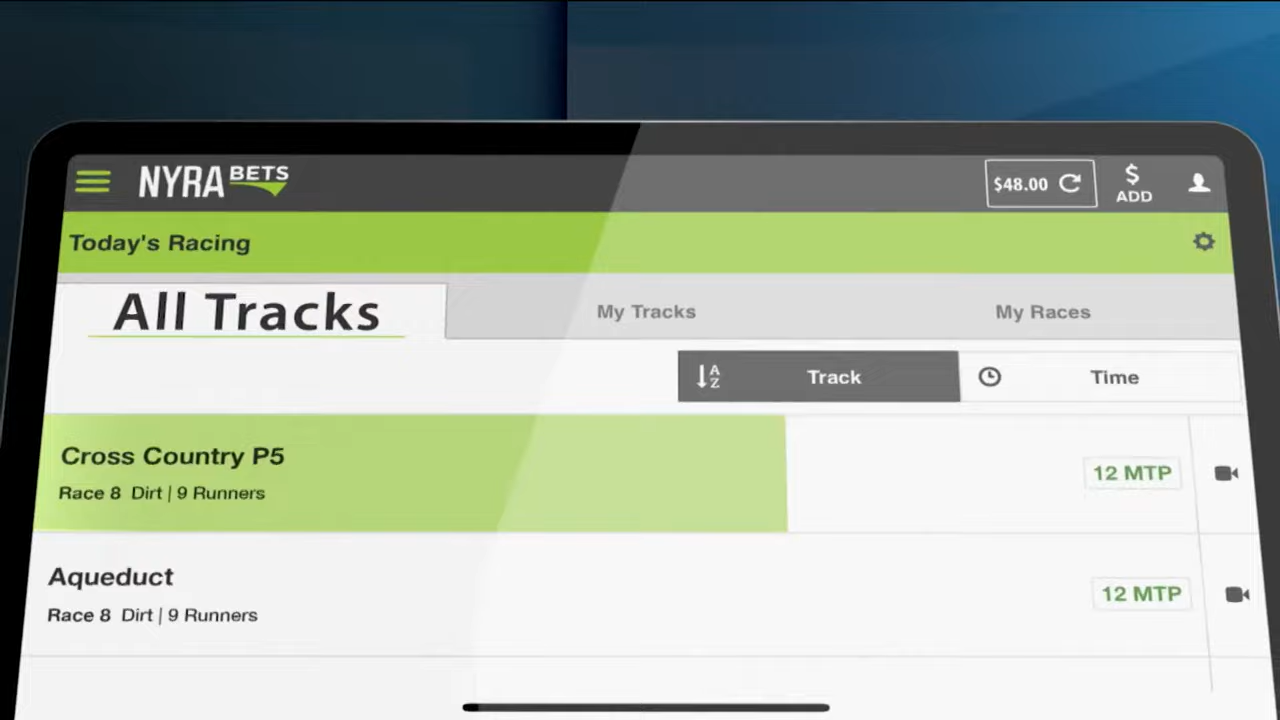 NYRA BETS
$48.00
$
ADD
Today's Racing
All Tracks
My Tracks
My Races
A
Z
Track
Time
Cross Country P5
12 MTP
Race 8 Dirt | 9 Runners
Aqueduct
12 MTP
Race 8 Dirt | 9 Runners